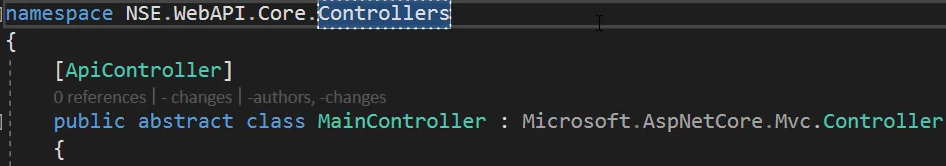 namespace NSE.WebAPI.Core.Controllers
{
[ApiController]
0 references | - changes | -authors, -changes
public abstract class MainController : Microsoft.AspNetCore.Mvc.Controller
{